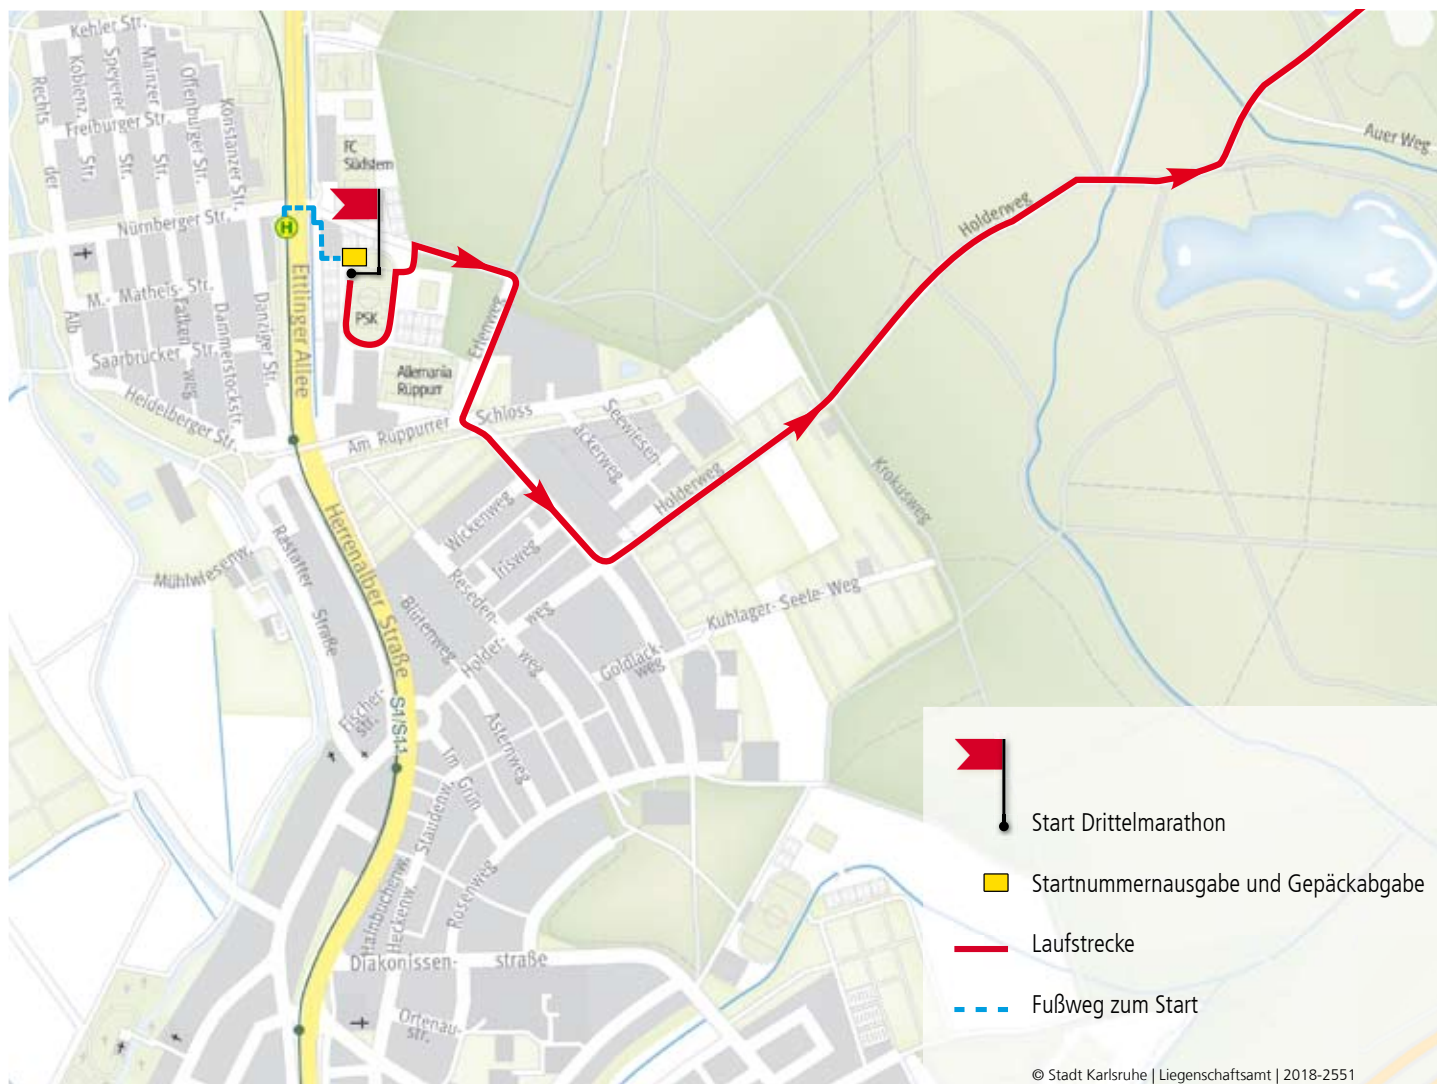 Kehler Str.
Rechts
der
Alb
Koblenz.
Str.
Speyerer
Str.
Mainzer
Str.
Offenburger Str.
Konstanzer Str.
Freiburger Str.
FC
Südstern
Auer Weg
Nürnberger Str.
H
Holderweg
Ettlinger Allee
M.- Matheis- Str.
Falken
weg
Dammerstockstr.
Danziger Str.
PSK
Erlenweg
Saarbrücker Str.
Allemania
Rüppurr
Heidelberger Str.
Am Rüppurrer Schloss
Seewiesen-
äckerweg
Holderweg
Krokusweg
Wickenweg
Irisweg
Herrenalber Straße
Rastatter
Straße
Mühlwiesenw.
Reseden-
weg
Blütenweg
Holder-
weg
Kuhlager- Seele- Weg
Goldlack-
weg
Fischer-
str.
S1/S11
Asternweg
Im Grün
Staudenw.
Hainbuchenw.
Heckenw.
Rosenweg
Diakonissen- straße
Ortenau-
str.
Start Drittelmarathon
Startnummernausgabe und Gepäckabgabe
Laufstrecke
Fußweg zum Start
© Stadt Karlsruhe | Liegenschaftsamt | 2018-2551